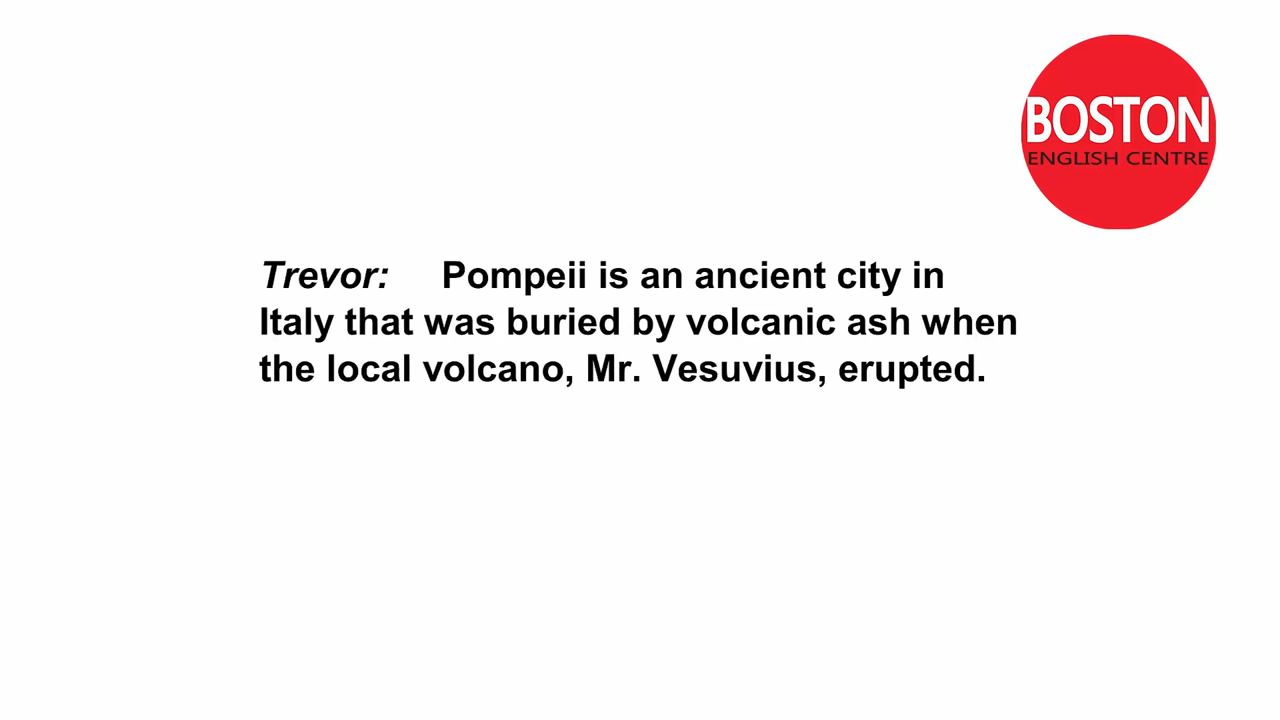 BOSTON
ENGLISH CENTRE
Trevor: Pompeii is an ancient city in
Italy that was buried by volcanic ash when
the local volcano, Mr. Vesuvius, erupted.